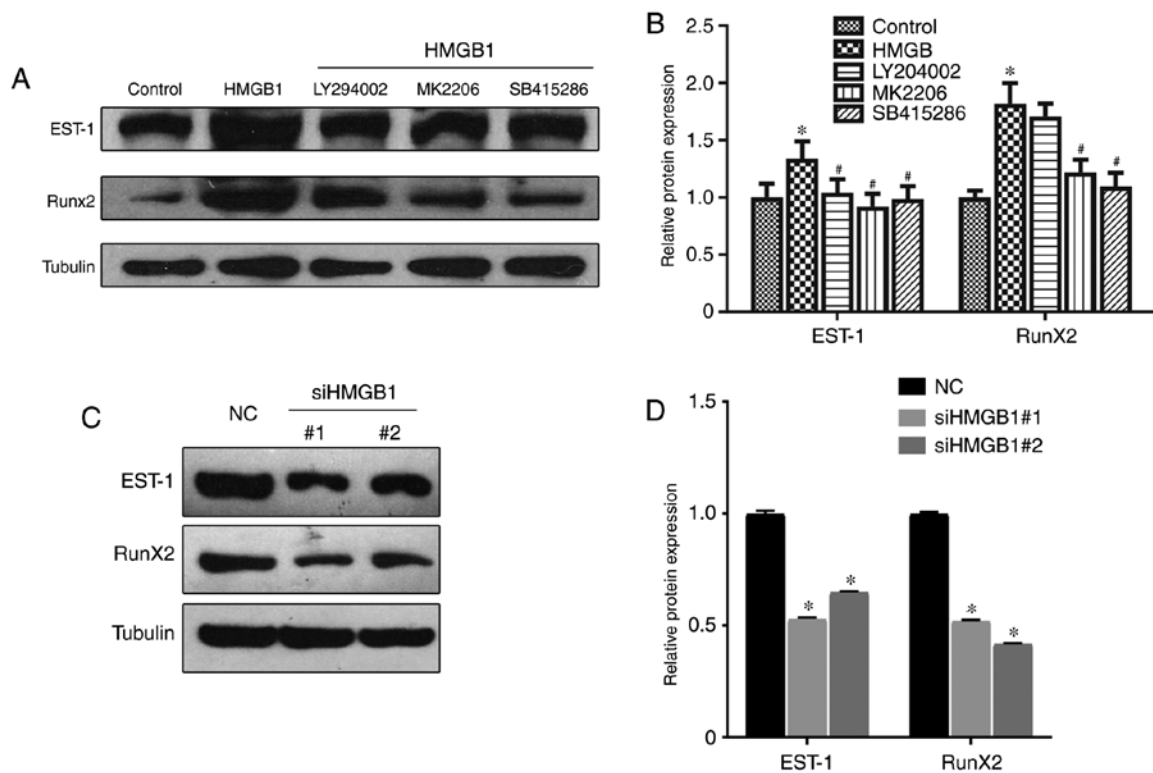 A
HMGB1
Control HMGB1 LY294002 MK2206 SB415286
EST-1
Runx2
Tubulin
B
Control
HMGB
LY204002
MK2206
SB415286
Relative protein expression
2.5
2.0
1.5
1.0
0.5
0
*
#
#
#
*
#
#
EST-1 RunX2
C
siHMGB1
NC #1 #2
EST-1
RunX2
Tubulin
D
NC
siHMGB1#1
siHMGB1#2
Relative protein expression
1.5
1.0
0.5
0
*
*
*
*
EST-1 RunX2